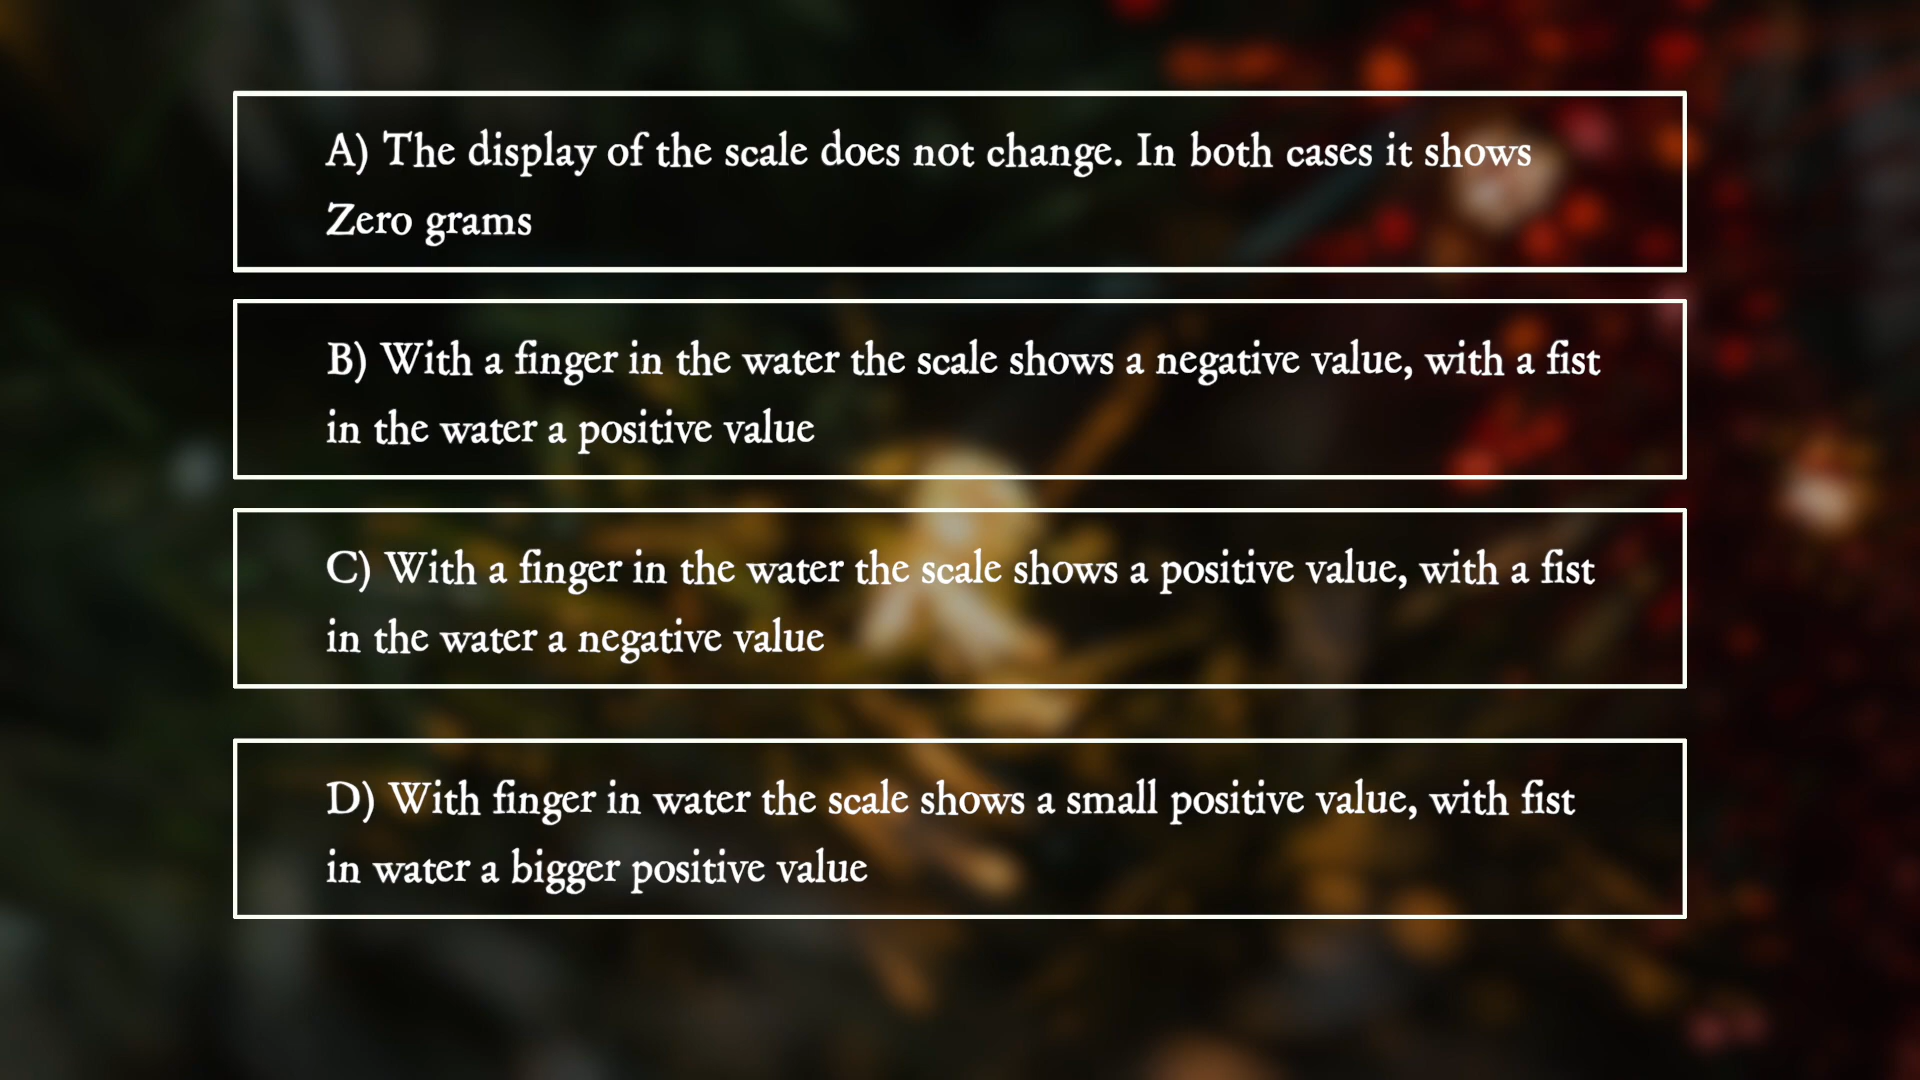 A) The display of the scale does not change. In both cases it shows
Zero grams
B) With a finger in the water the scale shows a negative value, with a fist
in the water a positive value
C) With a finger in the water the scale shows a positive value, with a fist
in the water a negative value
D) With finger in water the scale shows a small positive value, with fist
in water a bigger positive value